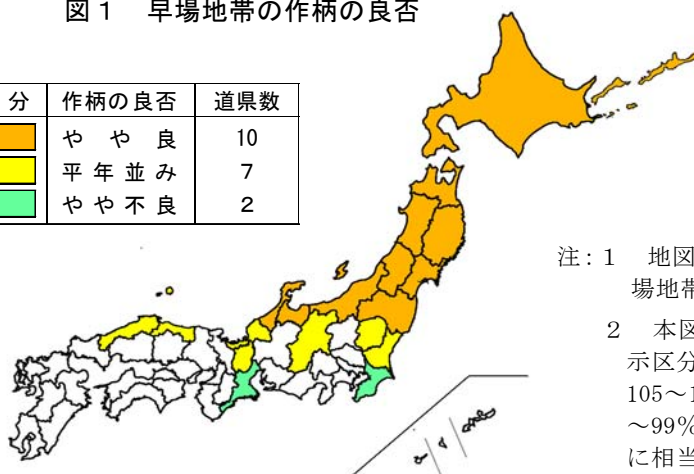 図１　早場地帯の作柄の良否
分 作柄の良否 道県数
や や 良 10
平 年 並 み 7
や や 不 良 2
注：１　地図
場地帯
２　本図
示区分
105～1
～99%
に相当